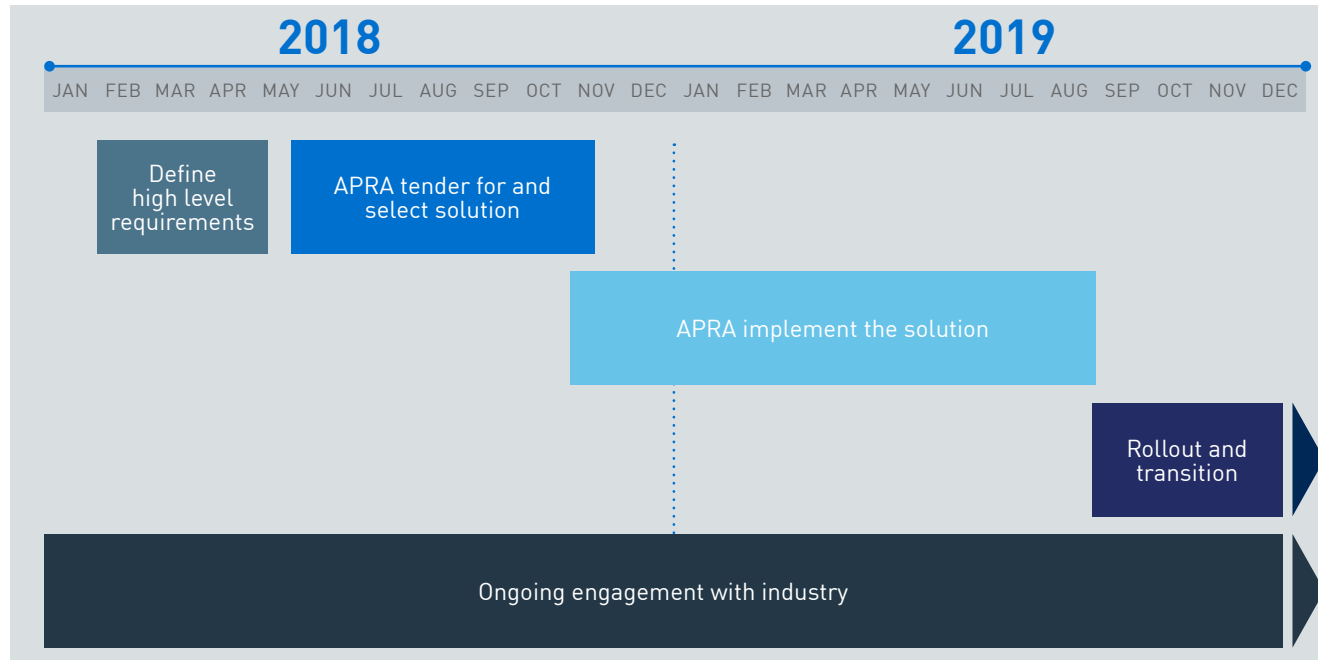 2018 2019
JAN FEB MAR APR MAY JUN JUL AUG SEP OCT NOV DEC JAN FEB MAR APR MAY JUN JUL AUG SEP OCT NOV DEC
Define
high level
requirements
APRA tender for and
select solution
APRA implement the solution
Rollout and
transition
Ongoing engagement with industry